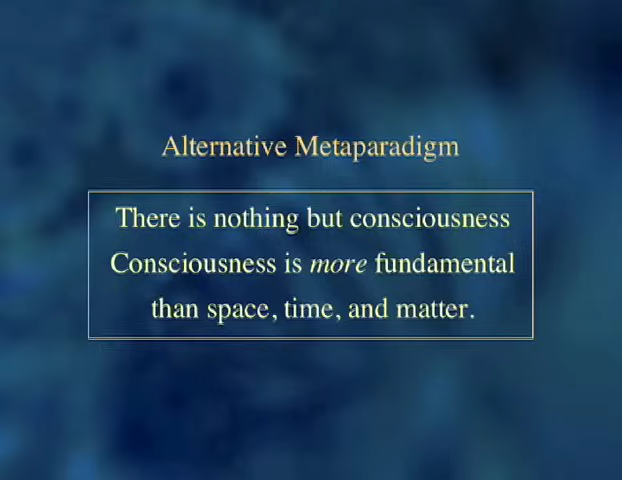 Alternative Metaparadigm
There is nothing but consciousness
Consciousness is more fundamental
than space, time, and matter.